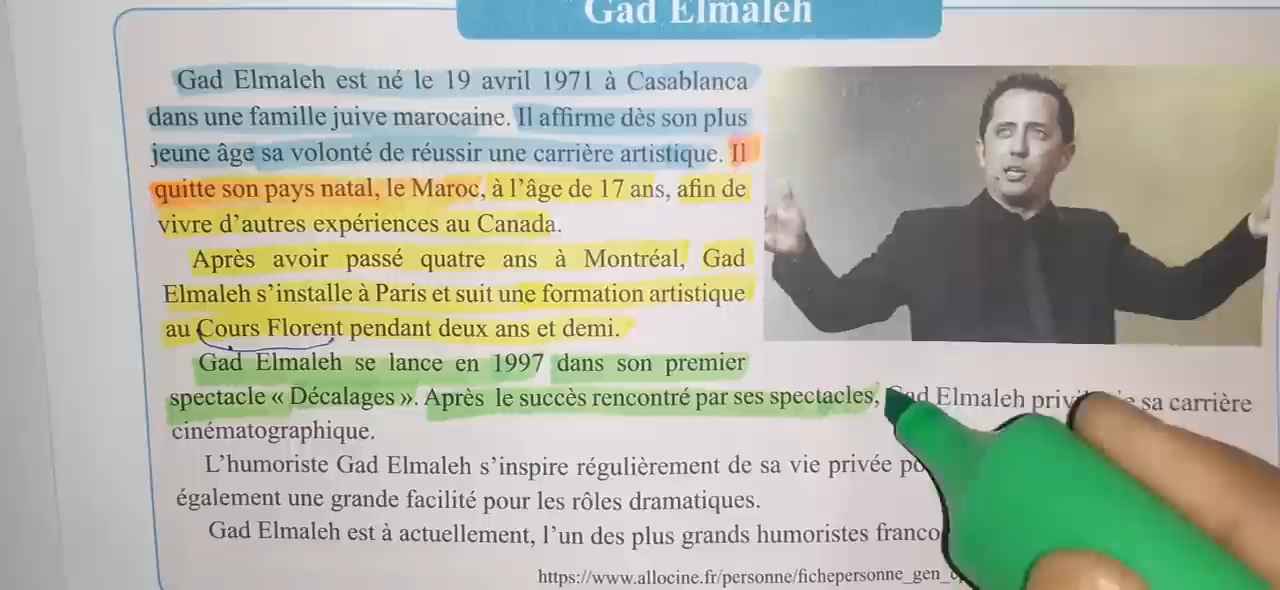 Gad Elmaleh
Gad Elmaleh est né le 19 avril 1971 à Casablanca
dans une famille juive marocaine. Il affirme dès son plus
jeune âge sa volonté de réussir une carrière artistique. Il
quitte son pays natal, le Maroc, à l'âge de 17 ans, afin de
vivre d'autres expériences au Canada.
Après avoir passé quatre ans à Montréal, Gad
Elmaleh s'installe à Paris et suit une formation artistique
au Cours Florent pendant deux ans et demi.
Gad Elmaleh se lance en 1997 dans son premier
spectacle « Décalages ». Après le succès rencontré par ses spectacles, Gad Elmaleh sa carrière
cinématographique.
L'humoriste Gad Elmaleh s'inspire régulièrement de sa vie privée
également une grande facilité pour les rôles dramatiques.
Gad Elmaleh est à actuellement, l'un des plus grands humoristes
https://www.allocine.fr/personne/fichepersonne_gen_